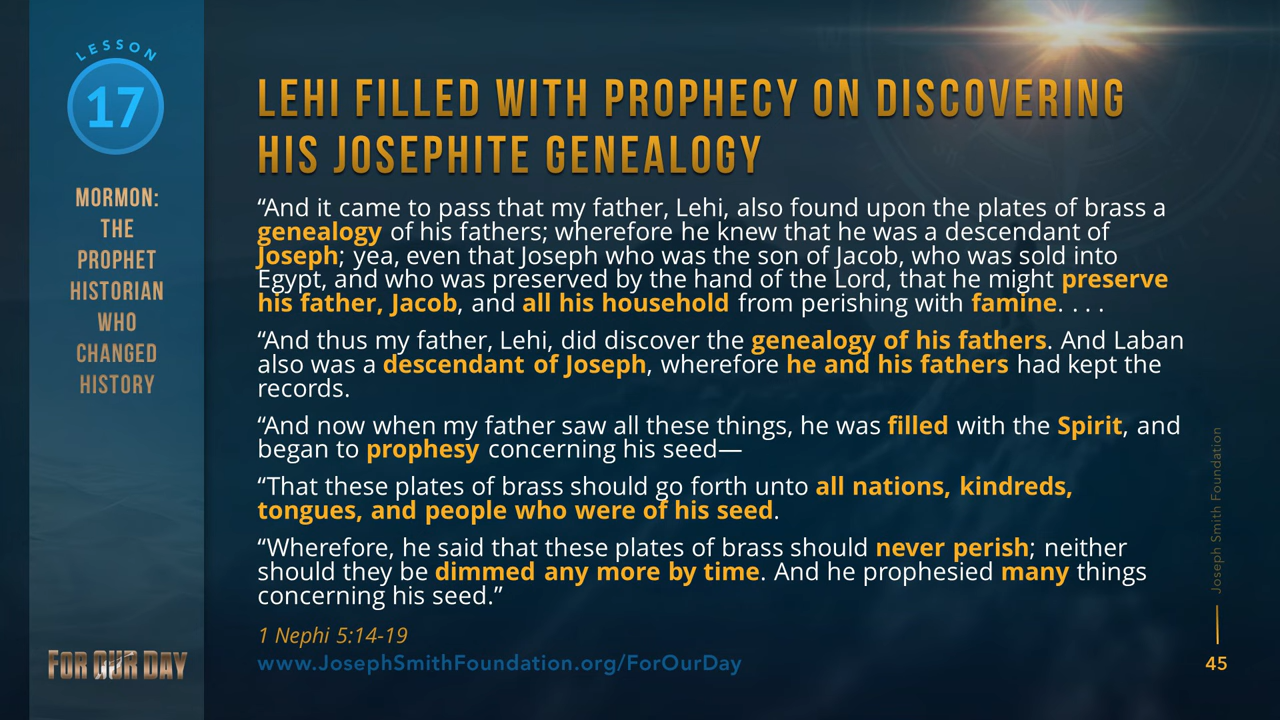 LESSON
17
MORMON:
THE
PROPHET
HISTORIAN
WHO
CHANGED
HISTORY
FOR OUR DAY
LEHI FILLED WITH PROPHECY ON DISCOVERING
HIS JOSEPHITE GENEALOGY
“And it came to pass that my father, Lehi, also found upon the plates of brass a
genealogy of his fathers; wherefore he knew that he was a descendant of
Joseph; yea, even that Joseph who was the son of Jacob, who was sold into
Egypt, and who was preserved by the hand of the Lord, that he might preserve
his father, Jacob, and all his household from perishing with famine. . . .
“And thus my father, Lehi, did discover the genealogy of his fathers. And Laban
also was a descendant of Joseph, wherefore he and his fathers had kept the
records.
“And now when my father saw all these things, he was filled with the Spirit, and
began to prophesy concerning his seed—
“That these plates of brass should go forth unto all nations, kindreds,
tongues, and people who were of his seed.
“Wherefore, he said that these plates of brass should never perish; neither
should they be dimmed any more by time. And he prophesied many things
concerning his seed.”
1 Nephi 5:14-19
www.JosephSmithFoundation.org/ForOurDay
Joseph Smith Foundation
45